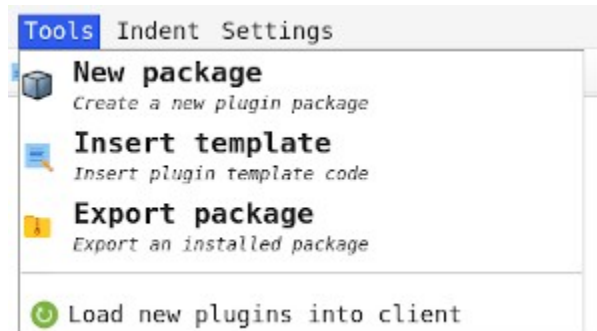 Tools Indent Settings
New package
Create a new plugin package
Insert template
Insert plugin template code
Export package
Export an installed package
Load new plugins into client